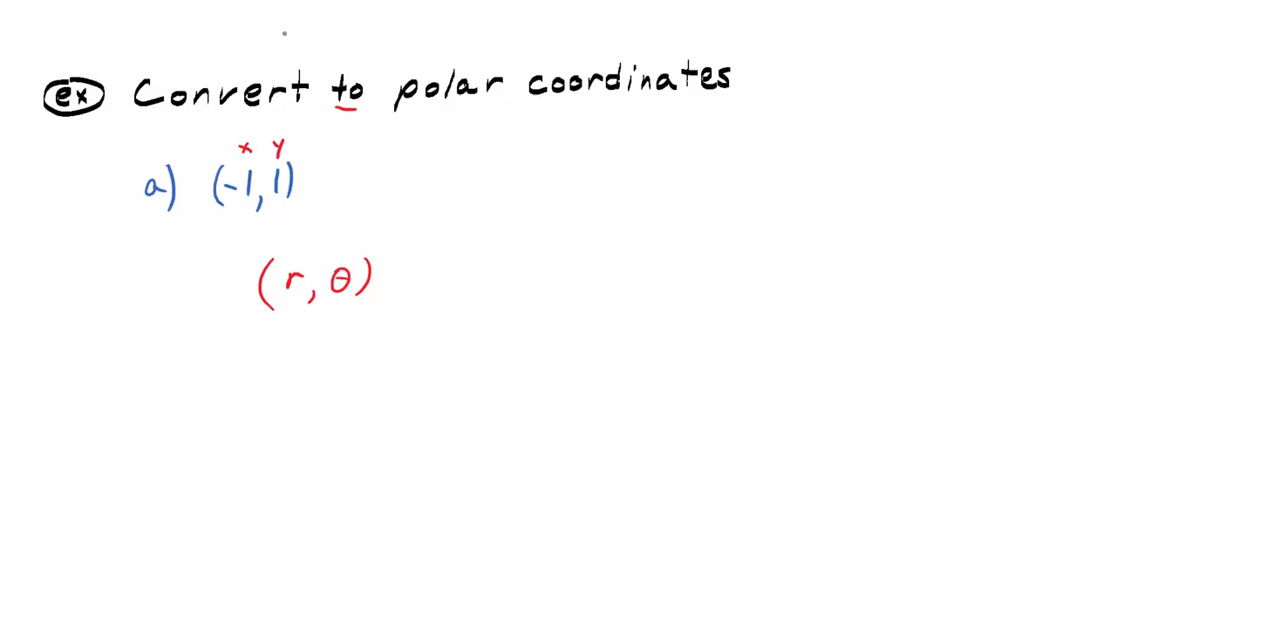 ex Convert to polar coordinates
x y
a) (-1, 1)
(r, θ)